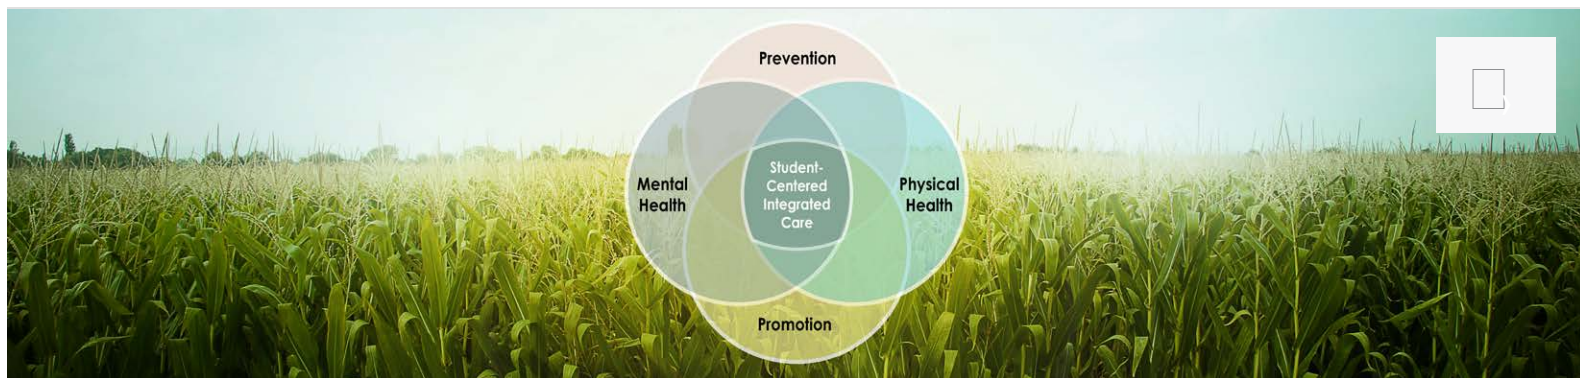 Prevention
Mental
Health
Student-
Centered
Integrated
Care
Physical
Health
Promotion